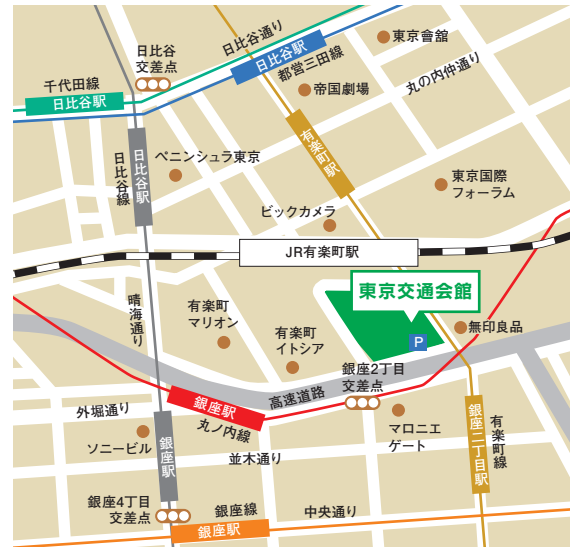 日比谷通り
東京會舘
日比谷
交差点
日比谷駅
都営三田線
千代田線
日比谷駅
帝国劇場
丸の内仲通り
有楽町駅
日比谷線
日比谷駅
ペニンシュラ東京
東京国際
フォーラム
ビックカメラ
JR有楽町駅
東京交通会館
晴海通り
有楽町
マリオン
有楽町
イトシア
無印良品
P
銀座2丁目
交差点
高速道路
銀座駅
丸ノ内線
外堀通り
マロニエ
ゲート
銀座二丁目駅
有楽町線
ソニービル
銀座駅
並木通り
銀座4丁目
交差点
銀座線
銀座駅
中央通り